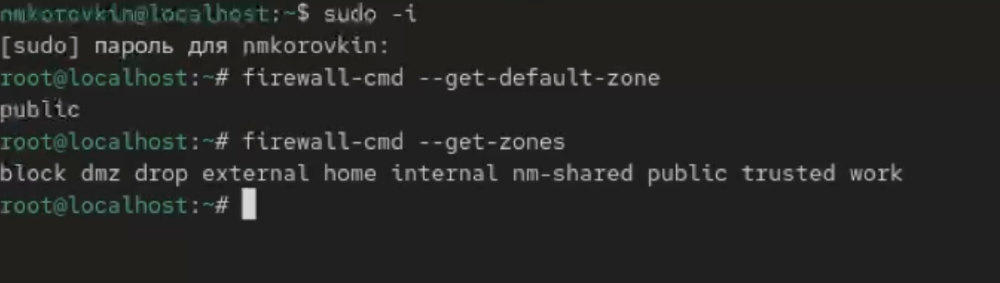 nmkorovkin@localhost:~$ sudo -i
[sudo] пароль для nmkorovkin:
root@localhost:~# firewall-cmd --get-default-zone
public
root@localhost:~# firewall-cmd --get-zones
block dmz drop external home internal nm-shared public trusted work
root@localhost:~#